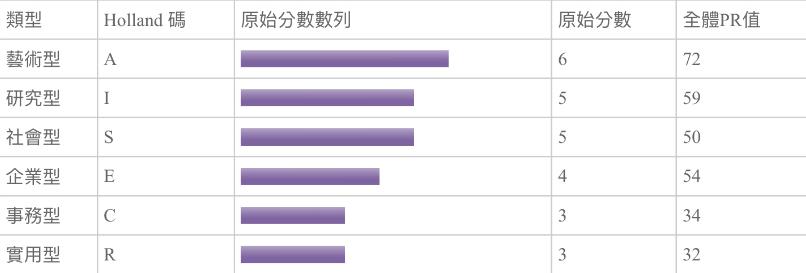 類型 Holland 碼 原始分數數列 原始分數 全體PR值
藝術型 A 6 72
研究型 I 5 59
社會型 S 5 50
企業型 E 4 54
事務型 C 3 34
實用型 R 3 32